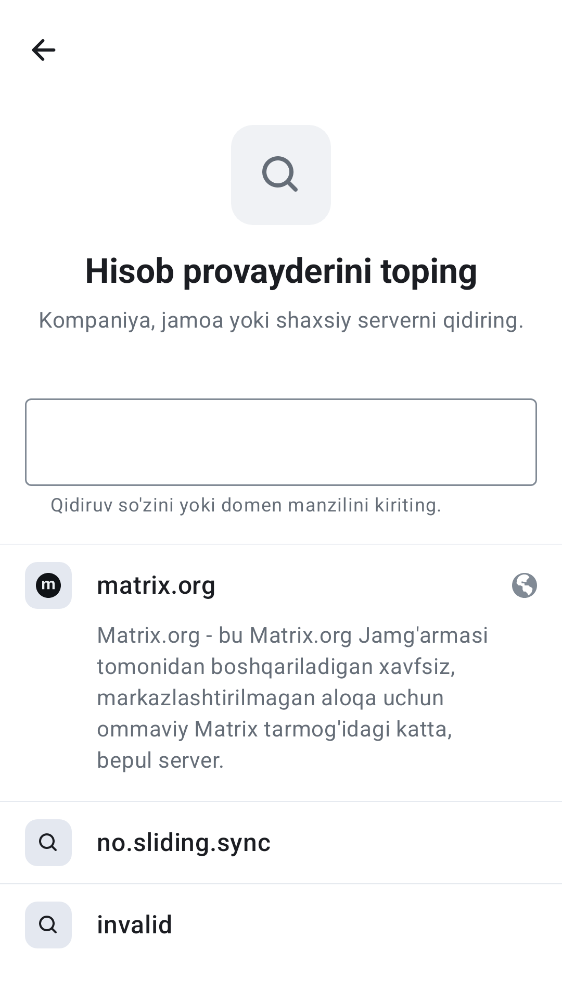 Hisob provayderini toping
Kompaniya, jamoa yoki shaxsiy serverni qidiring.
Qidiruv so'zini yoki domen manzilini kiriting.
m
matrix.org
Matrix.org - bu Matrix.org Jamg'armasi
tomonidan boshqariladigan xavfsiz,
markazlashtirilmagan aloqa uchun
ommaviy Matrix tarmog'idagi katta,
bepul server.
no.sliding.sync
invalid